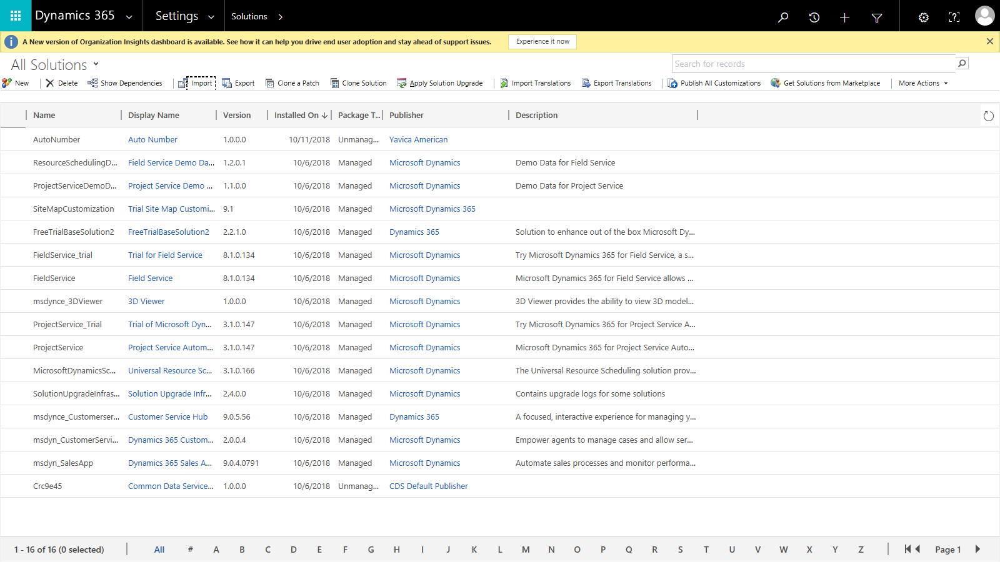 Dynamics 365 Settings Solutions
A New version of Organization Insights dashboard is available. See how it can help you drive end user adoption and stay ahead of support issues. Experience it now
All Solutions Search for records
New Delete Show Dependencies Import Export Clone a Patch Clone Solution Apply Solution Upgrade Import Translations Export Translations Publish All Customizations Get Solutions from Marketplace More Actions
Name Display Name Version Installed On Package T... Publisher Description
AutoNumber Auto Number 1.0.0.0 10/11/2018 Unmanag... Yavica American
ResourceSchedulingD... Field Service Demo Da... 1.2.0.1 10/6/2018 Managed Microsoft Dynamics Demo Data for Field Service
ProjectServiceDemoD... Project Service Demo ... 1.1.0.0 10/6/2018 Managed Microsoft Dynamics Demo Data for Project Service
SiteMapCustomization Trial Site Map Customi... 9.1 10/6/2018 Managed Microsoft Dynamics 365
FreeTrialBaseSolution2 FreeTrialBaseSolution2 2.2.1.0 10/6/2018 Managed Dynamics 365 Solution to enhance out of the box Microsoft Dy...
FieldService_trial Trial for Field Service 8.1.0.134 10/6/2018 Managed Microsoft Dynamics Try Microsoft Dynamics 365 for Field Service, a s...
FieldService Field Service 8.1.0.134 10/6/2018 Managed Microsoft Dynamics Microsoft Dynamics 365 for Field Service allows ...
msdynce_3DViewer 3D Viewer 1.0.0.0 10/6/2018 Managed Microsoft Dynamics 3D Viewer provides the ability to view 3D model...
ProjectService_Trial Trial of Microsoft Dyn... 3.1.0.147 10/6/2018 Managed Microsoft Dynamics Try Microsoft Dynamics 365 for Project Service A...
ProjectService Project Service Autom... 3.1.0.147 10/6/2018 Managed Microsoft Dynamics Microsoft Dynamics 365 for Project Service Auto...
MicrosoftDynamicsSc... Universal Resource Sc... 3.1.0.166 10/6/2018 Managed Microsoft Dynamics The Universal Resource Scheduling solution prov...
SolutionUpgradeInfras... Solution Upgrade Infr... 2.4.0.0 10/6/2018 Managed Microsoft Dynamics Contains upgrade logs for some solutions
msdynce_Customerser... Customer Service Hub 9.0.5.56 10/6/2018 Managed Dynamics 365 A focused, interactive experience for managing y...
msdyn_CustomerServi... Dynamics 365 Custom... 2.0.0.4 10/6/2018 Managed Microsoft Dynamics Empower agents to manage cases and allow ser...
msdyn_SalesApp Dynamics 365 Sales A... 9.0.4.0791 10/6/2018 Managed Microsoft Dynamics Automate sales processes and monitor performa...
Crc9e45 Common Data Service... 1.0.0.0 10/6/2018 Unmanag... CDS Default Publisher
1 - 16 of 16 (0 selected) All # A B C D E F G H I J K L M N O P Q R S T U V W X Y Z Page 1